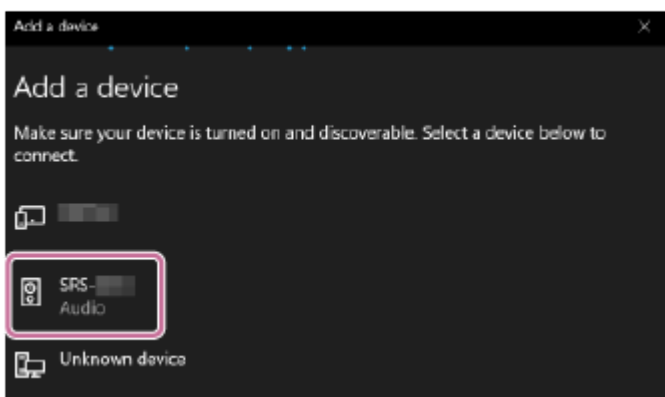 Add a device
Add a device
Make sure your device is turned on and discoverable. Select a device below to
connect.
SRS-
Audio
Unknown device